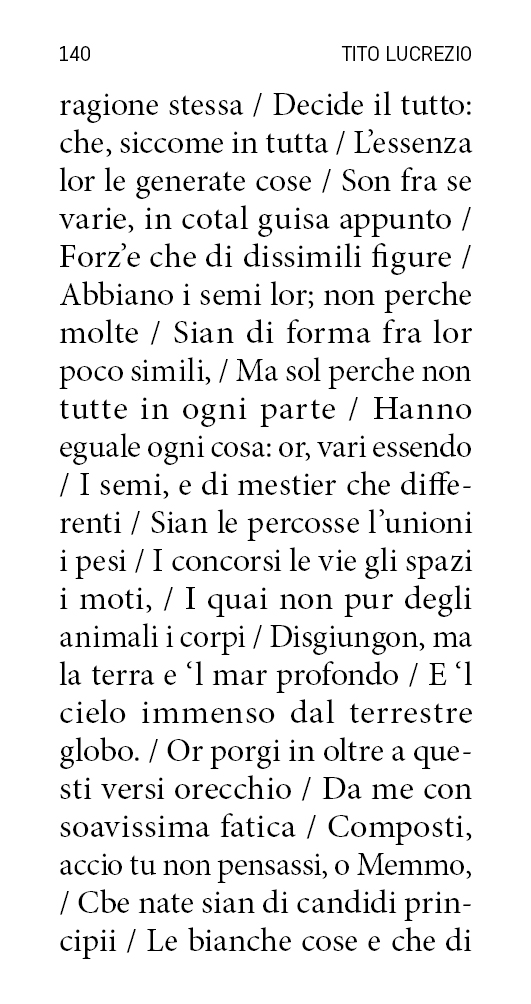 140 TITO LUCREZIO
ragione stessa / Decide il tutto:
che, siccome in tutta / L’essenza
lor le generate cose / Son fra se
varie, in cotal guisa appunto /
Forz’e che di dissimili figure /
Abbiano i semi lor; non perche
molte / Sian di forma fra lor
poco simili, / Ma sol perche non
tutte in ogni parte / Hanno
eguale ogni cosa: or, vari essendo
/ I semi, e di mestier che diffe-
renti / Sian le percosse l’unioni
i pesi / I concorsi le vie gli spazi
i moti, / I quai non pur degli
animali i corpi / Disgiungon, ma
la terra e ‘l mar profondo / E ‘l
cielo immenso dal terrestre
globo. / Or porgi in oltre a que-
sti versi orecchio / Da me con
soavissima fatica / Composti,
accio tu non pensassi, o Memmo,
/ Cbe nate sian di candidi prin-
cipii / Le bianche cose e che di